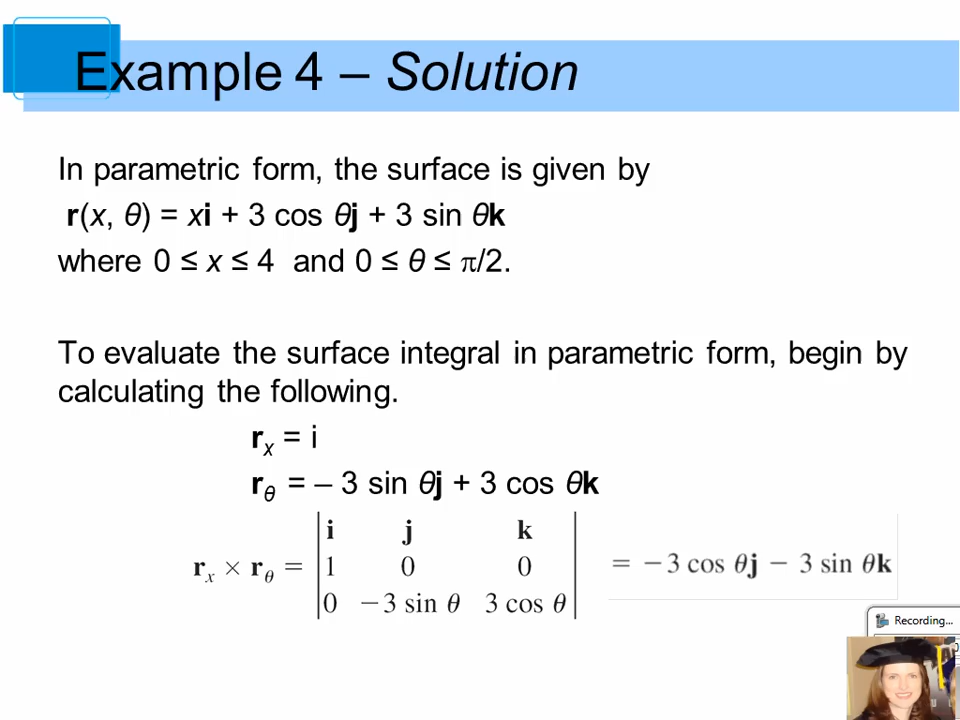 Example 4 – Solution
In parametric form, the surface is given by
r(x, θ) = xi + 3 cos θj + 3 sin θk
where 0 ≤ x ≤ 4 and 0 ≤ θ ≤ π/2.
To evaluate the surface integral in parametric form, begin by
calculating the following.
rₓ = i
r_θ = – 3 sin θj + 3 cos θk
i j k
rₓ × r_θ = 1 0 0 = −3 cos θj − 3 sin θk
0 −3 sin θ 3 cos θ
Recording...